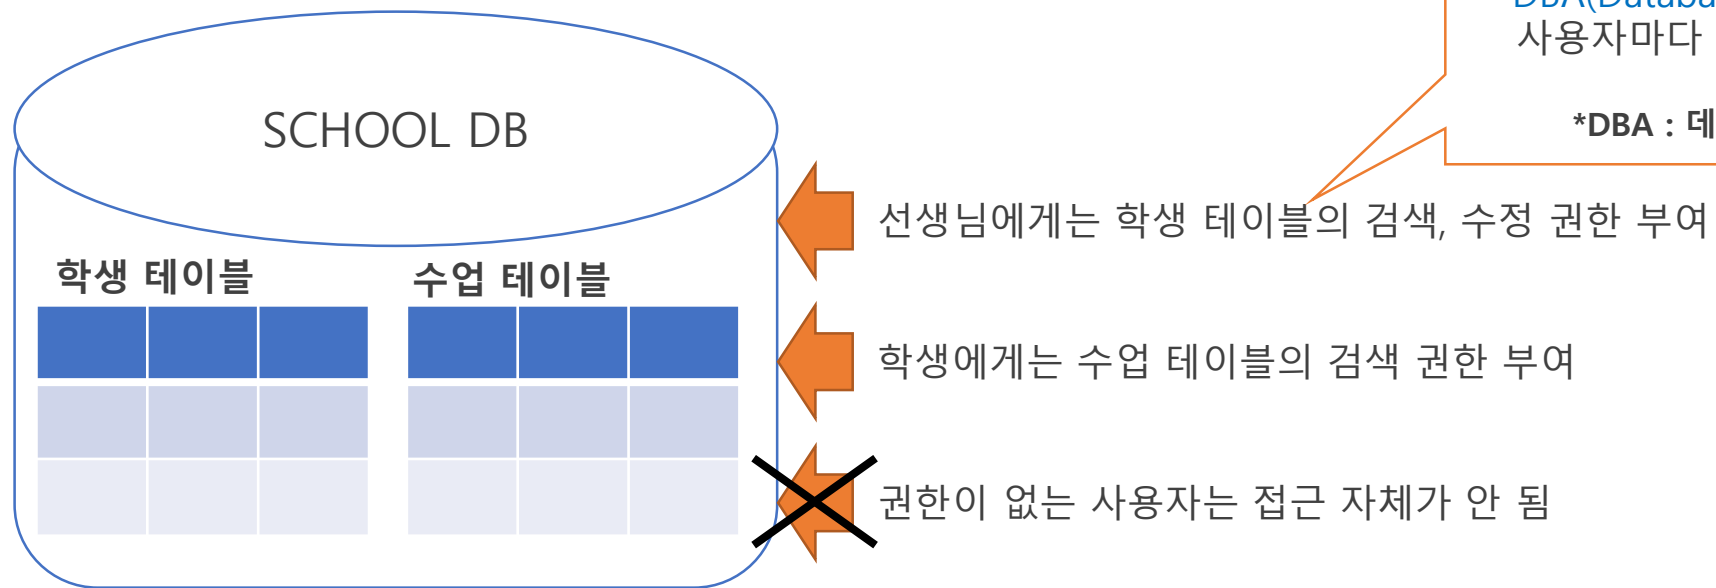 DBA(Databa
사용자마다
*DBA : 데
SCHOOL DB
선생님에게는 학생 테이블의 검색, 수정 권한 부여
학생 테이블
수업 테이블
학생에게는 수업 테이블의 검색 권한 부여
권한이 없는 사용자는 접근 자체가 안 됨